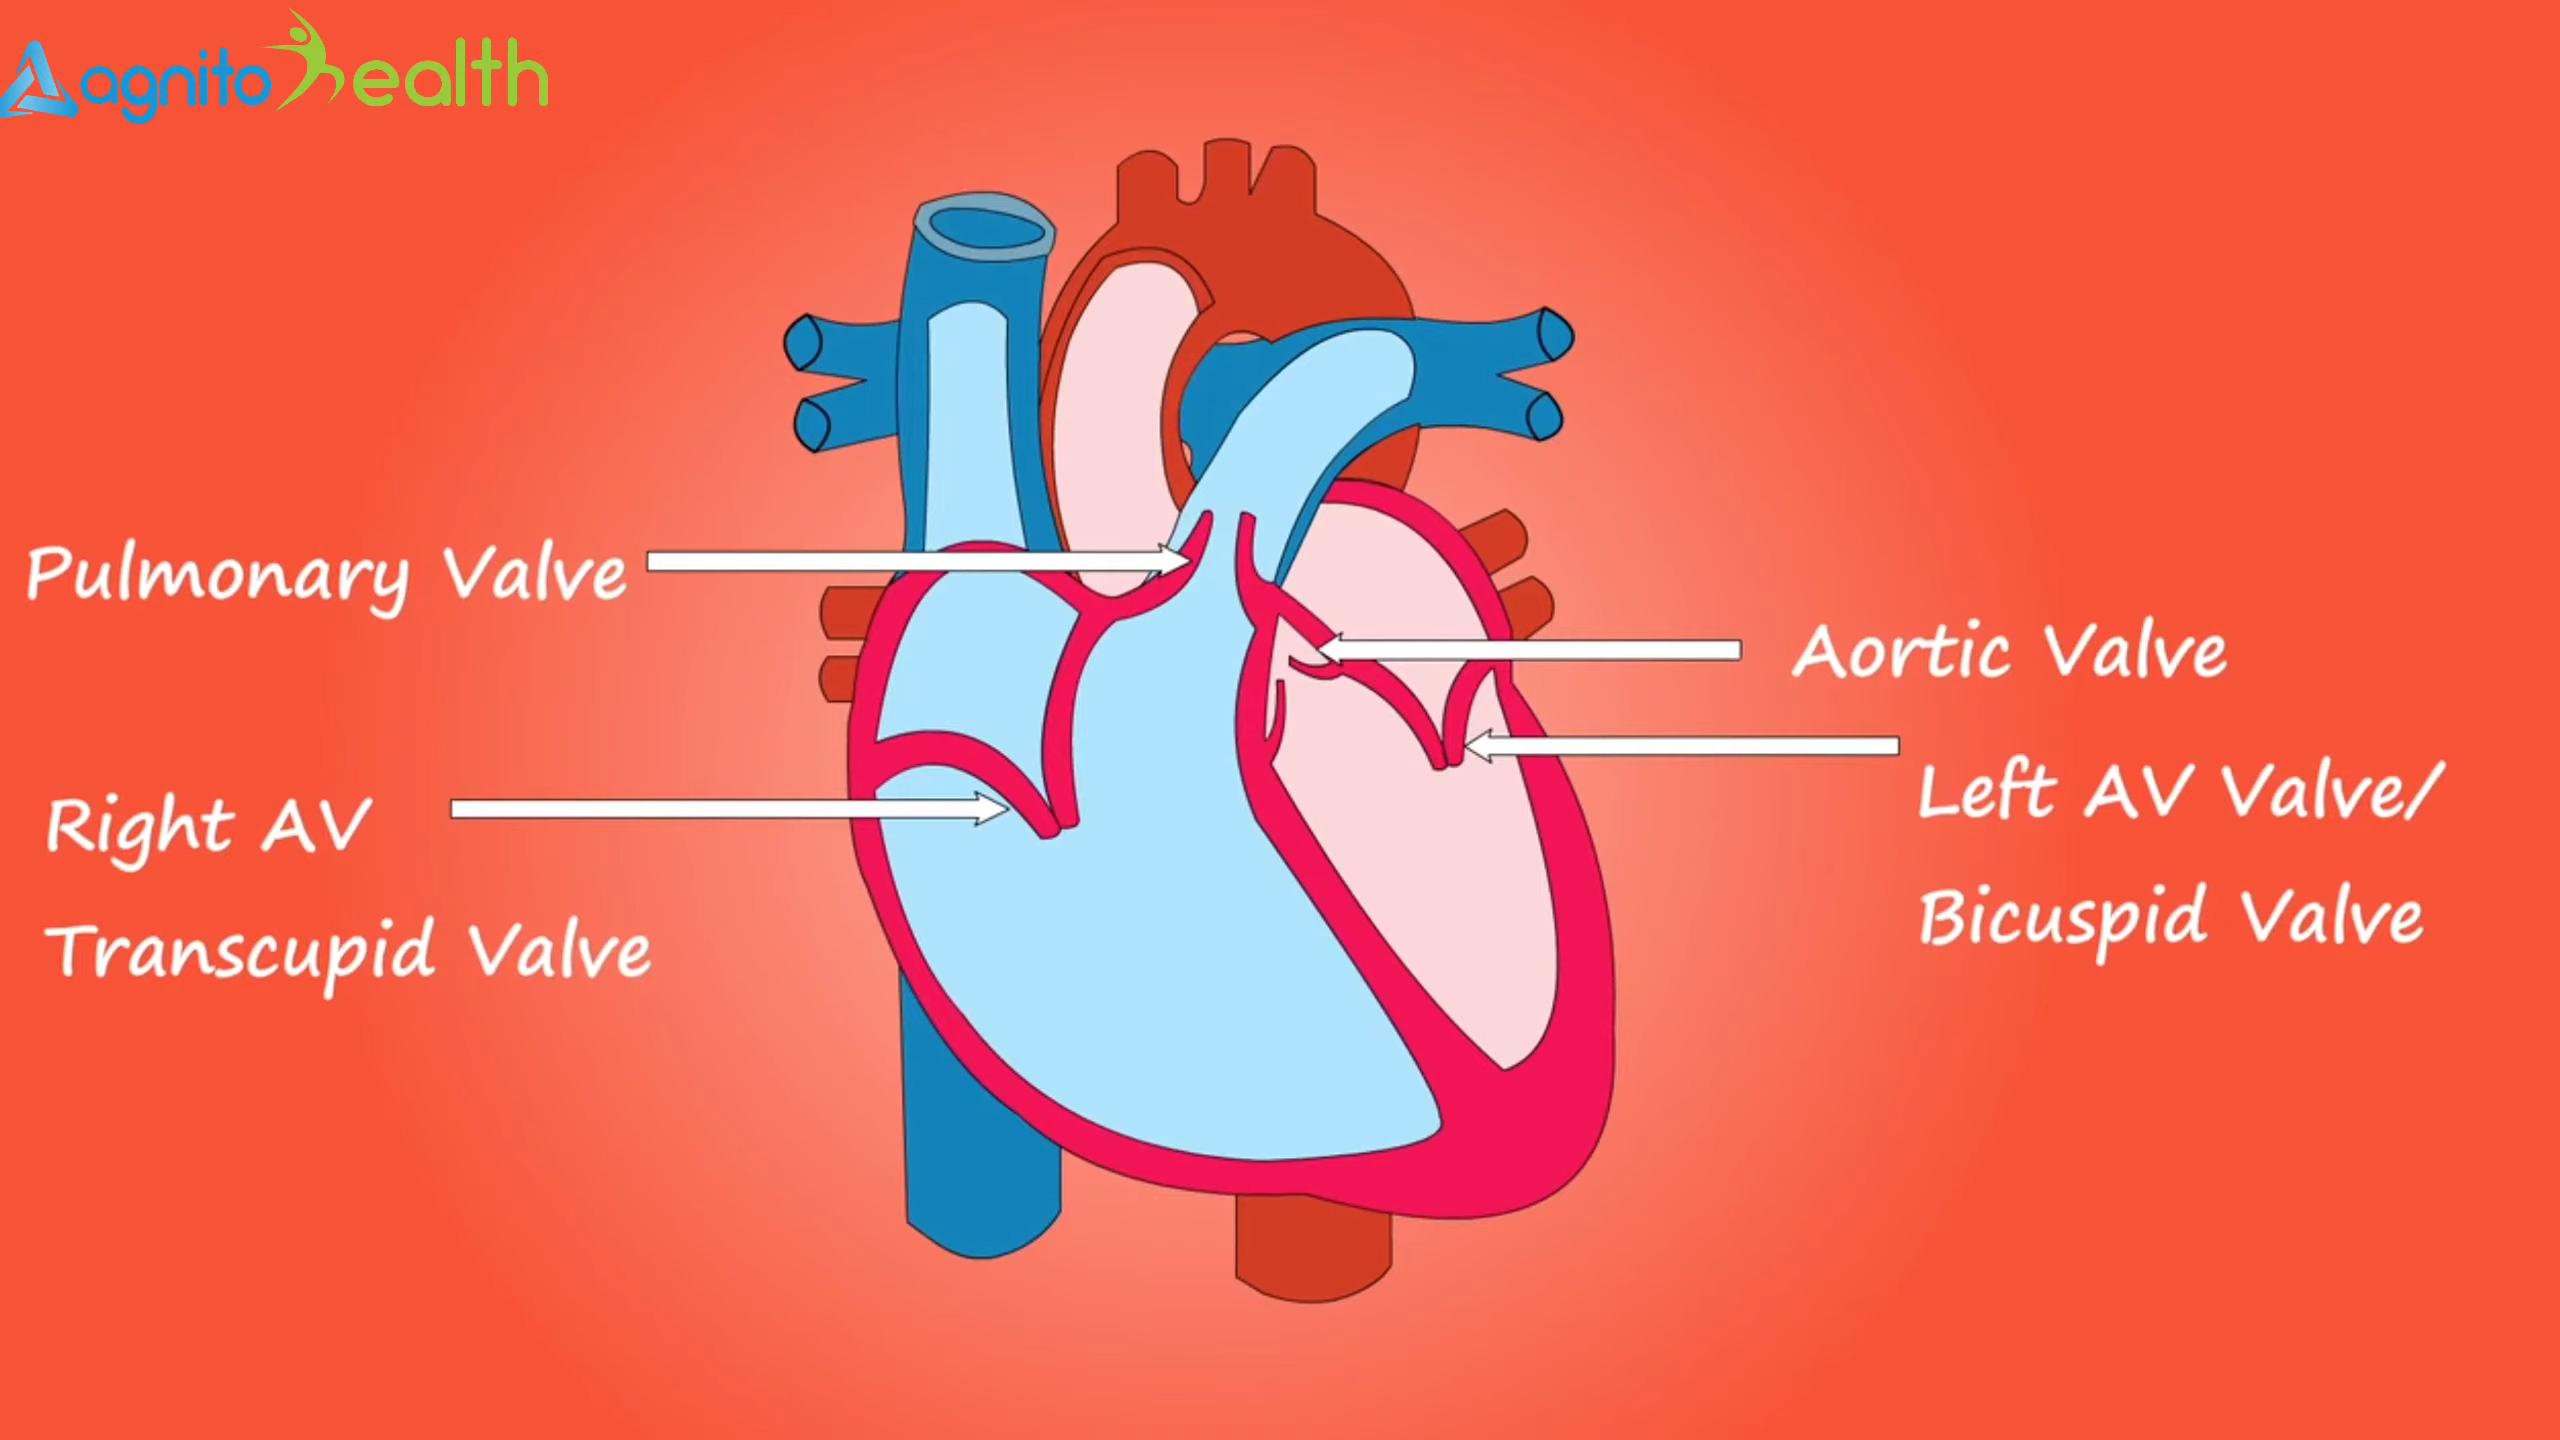 agnito health
Pulmonary Valve
Aortic Valve
Right AV
Transcupid Valve
Left AV Valve/
Bicuspid Valve